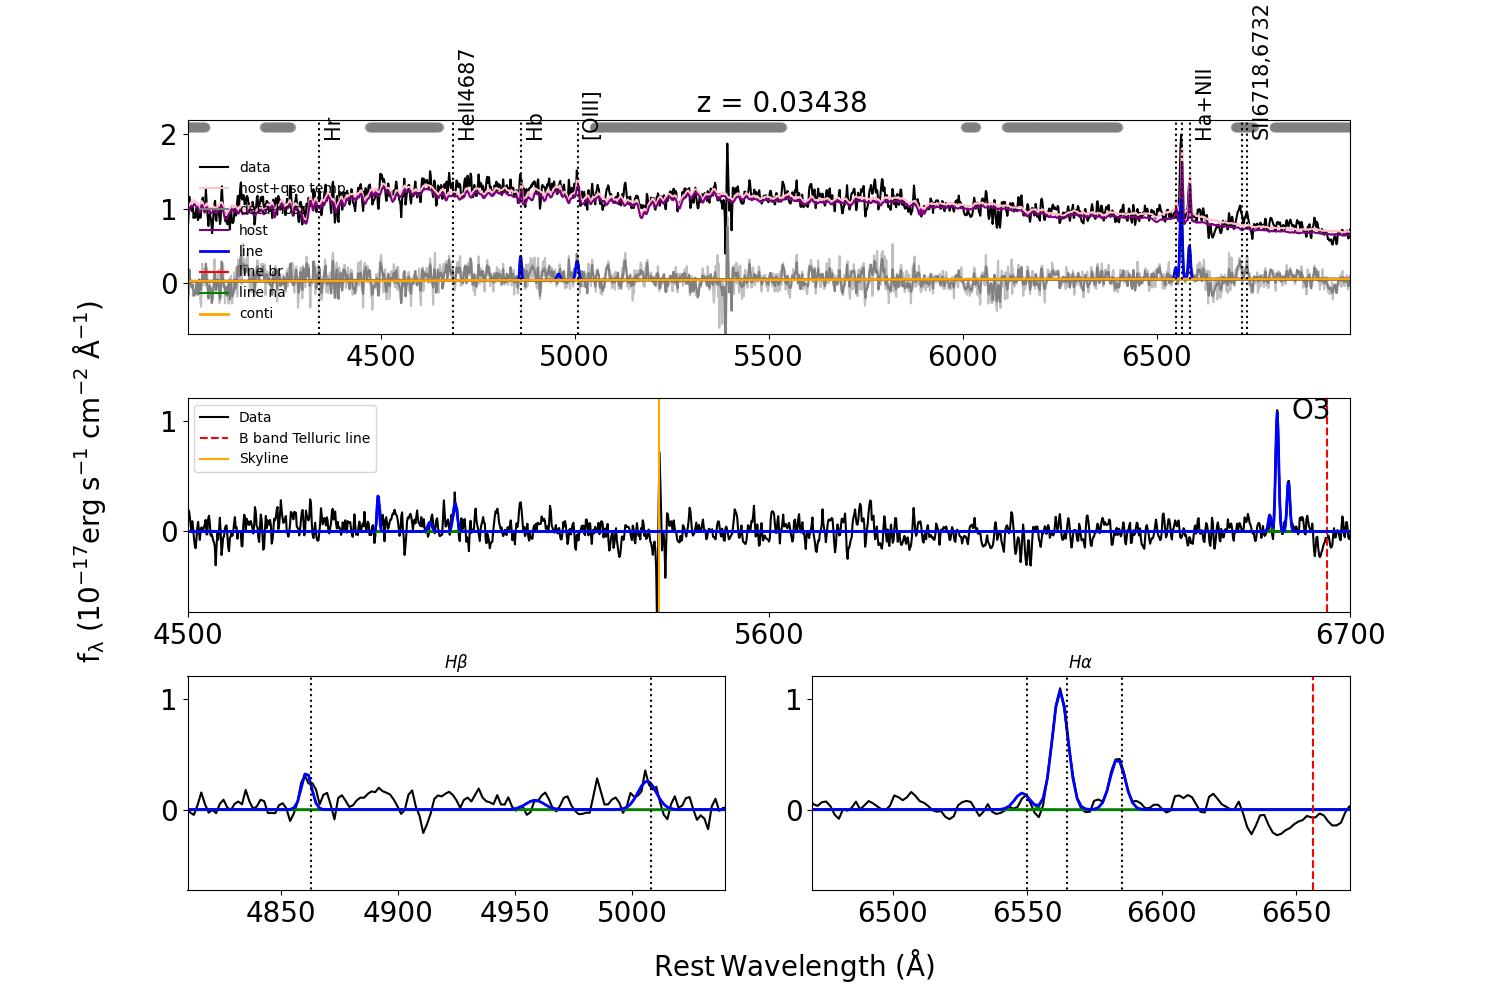 z = 0.03438
Hr
HeII4687
Hb
[OIII]
Ha+NII
SII6718,6732
2
1
0
data
host+qso temp
host
line
line br
line na
conti
4500 5000 5500 6000 6500
f_λ (10^−17 erg s^−1 cm^−2 Å^−1)
1
0
Data
B band Telluric line
Skyline
O3
4500 5600 6700
Hβ
Hα
1
0
1
0
4850 4900 4950 5000
6500 6550 6600 6650
Rest Wavelength (Å)